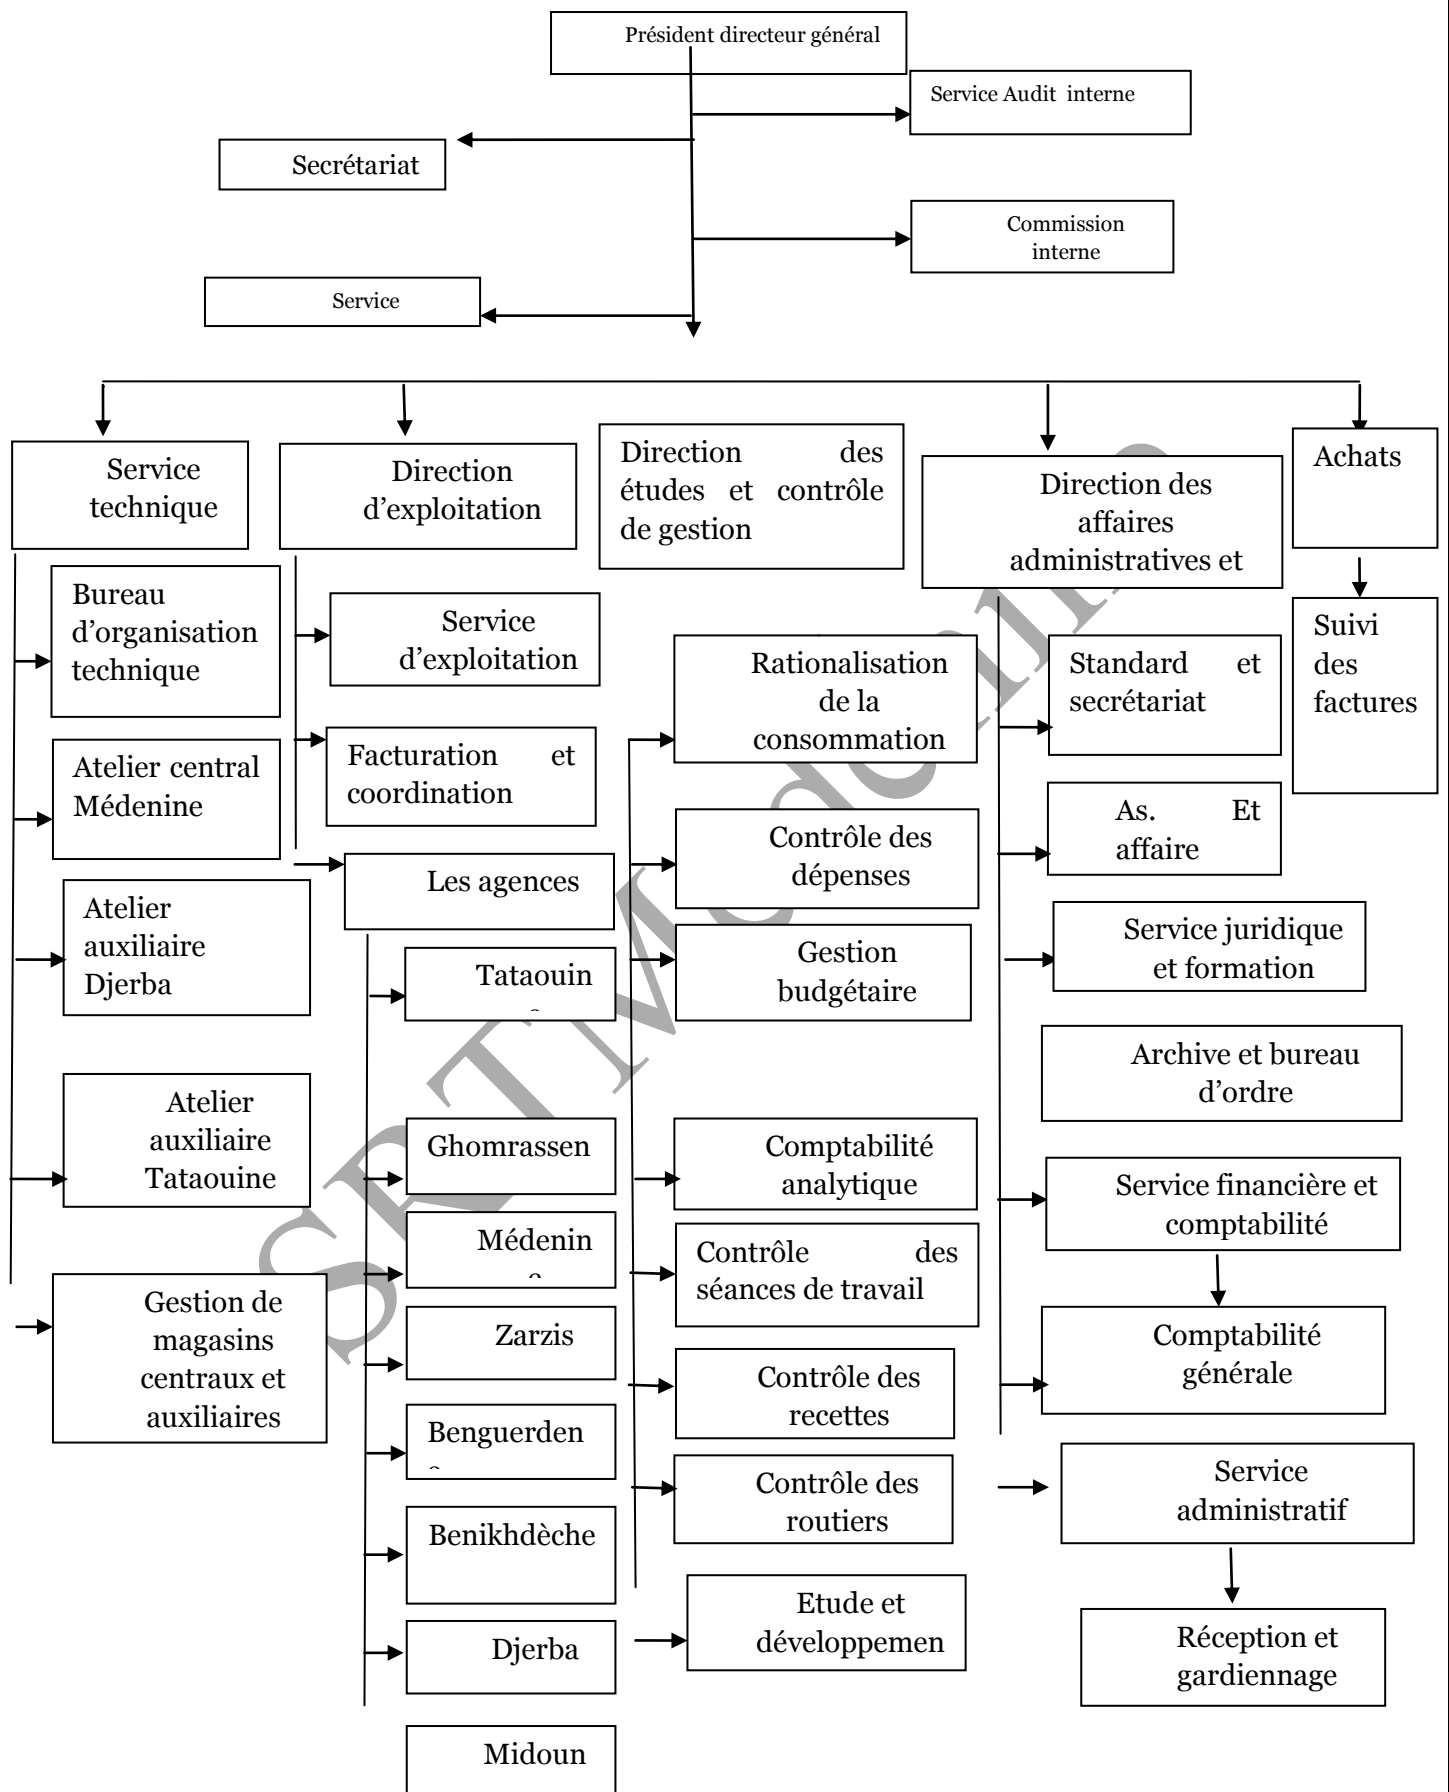 Président directeur général
Service Audit interne
Secrétariat
Commission
interne
Service
Service
technique
Direction
d’exploitation
Direction des
études et contrôle
de gestion
Direction des
affaires
administratives et
Achats
Bureau
d’organisation
technique
Atelier central
Médenine
Atelier
auxiliaire
Djerba
Atelier
auxiliaire
Tataouine
Gestion de
magasins
centraux et
auxiliaires
Service
d’exploitation
Facturation et
coordination
Les agences
Tataouin
Ghomrassen
Médenin
Zarzis
Benguerden
Benikhdèche
Djerba
Midoun
Rationalisation
de la
consommation
Contrôle des
dépenses
Gestion
budgétaire
Comptabilité
analytique
Contrôle des
séances de travail
Contrôle des
recettes
Contrôle des
routiers
Etude et
développemen
Standard et
secrétariat
As. Et
affaire
Service juridique
et formation
Archive et bureau
d’ordre
Service financière et
comptabilité
Comptabilité
générale
Service
administratif
Réception et
gardiennage
Suivi
des
factures